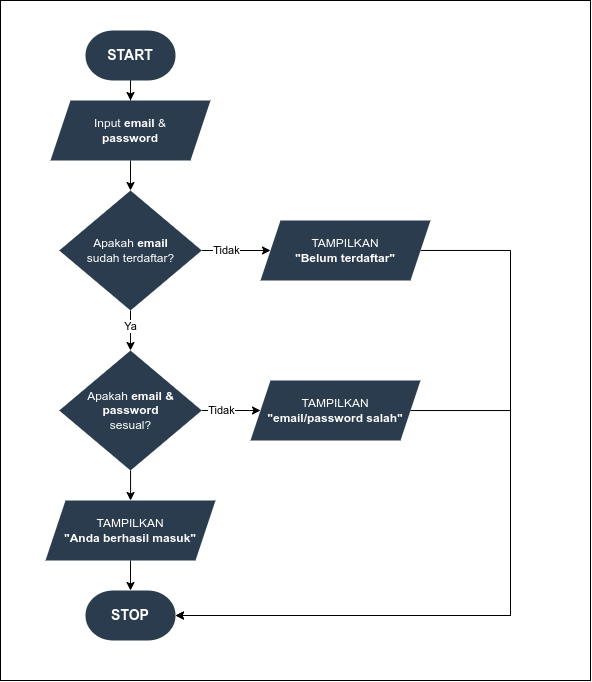 START
Input email &
password
Apakah email
sudah terdaftar?
Tidak
TAMPILKAN
"Belum terdaftar"
Ya
Apakah email &
password
sesual?
Tidak
TAMPILKAN
"email/password salah"
TAMPILKAN
"Anda berhasil masuk"
STOP